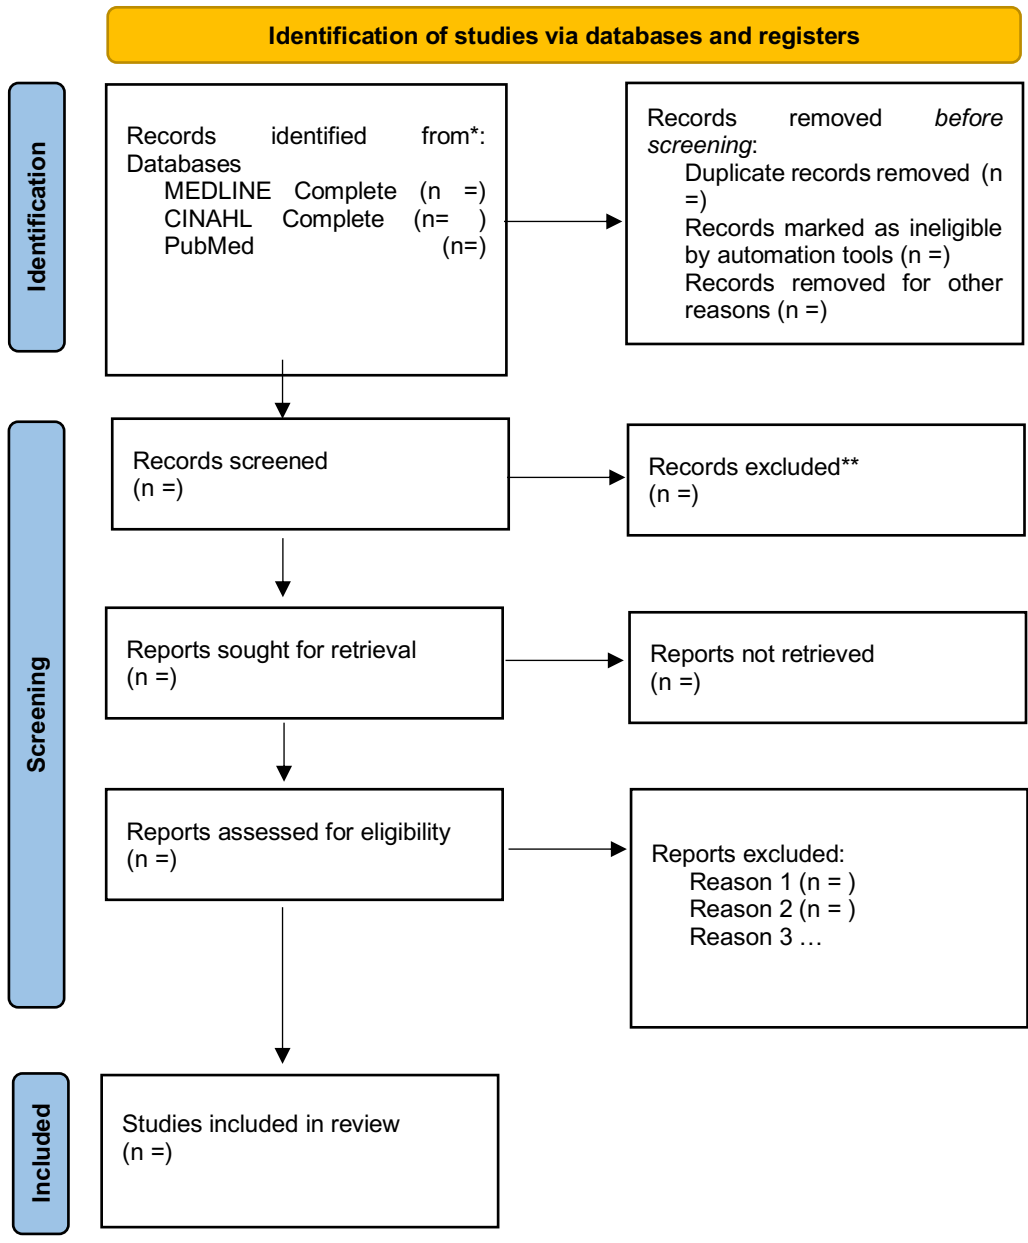 Identification of studies via databases and registers
Identification
Records identified from*:
Databases
MEDLINE Complete (n =)
CINAHL Complete (n= )
PubMed (n=)
Records removed before
screening:
Duplicate records removed (n
=)
Records marked as ineligible
by automation tools (n =)
Records removed for other
reasons (n =)
Screening
Records screened
(n =)
Records excluded**
(n =)
Reports sought for retrieval
(n =)
Reports not retrieved
(n =)
Reports assessed for eligibility
(n =)
Reports excluded:
Reason 1 (n = )
Reason 2 (n = )
Reason 3 …
Included
Studies included in review
(n =)